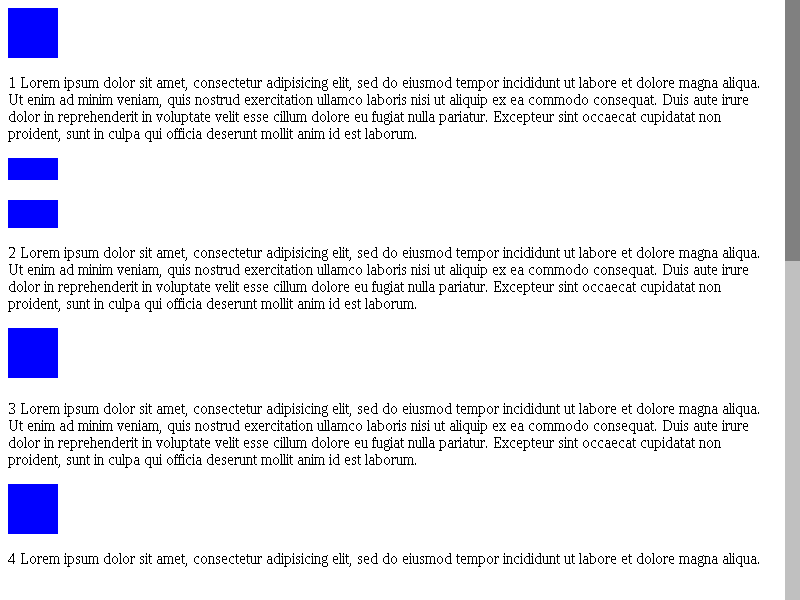 1 Lorem ipsum dolor sit amet, consectetur adipisicing elit, sed do eiusmod tempor incididunt ut labore et dolore magna aliqua.
Ut enim ad minim veniam, quis nostrud exercitation ullamco laboris nisi ut aliquip ex ea commodo consequat. Duis aute irure
dolor in reprehenderit in voluptate velit esse cillum dolore eu fugiat nulla pariatur. Excepteur sint occaecat cupidatat non
proident, sunt in culpa qui officia deserunt mollit anim id est laborum.
2 Lorem ipsum dolor sit amet, consectetur adipisicing elit, sed do eiusmod tempor incididunt ut labore et dolore magna aliqua.
Ut enim ad minim veniam, quis nostrud exercitation ullamco laboris nisi ut aliquip ex ea commodo consequat. Duis aute irure
dolor in reprehenderit in voluptate velit esse cillum dolore eu fugiat nulla pariatur. Excepteur sint occaecat cupidatat non
proident, sunt in culpa qui officia deserunt mollit anim id est laborum.
3 Lorem ipsum dolor sit amet, consectetur adipisicing elit, sed do eiusmod tempor incididunt ut labore et dolore magna aliqua.
Ut enim ad minim veniam, quis nostrud exercitation ullamco laboris nisi ut aliquip ex ea commodo consequat. Duis aute irure
dolor in reprehenderit in voluptate velit esse cillum dolore eu fugiat nulla pariatur. Excepteur sint occaecat cupidatat non
proident, sunt in culpa qui officia deserunt mollit anim id est laborum.
4 Lorem ipsum dolor sit amet, consectetur adipisicing elit, sed do eiusmod tempor incididunt ut labore et dolore magna aliqua.